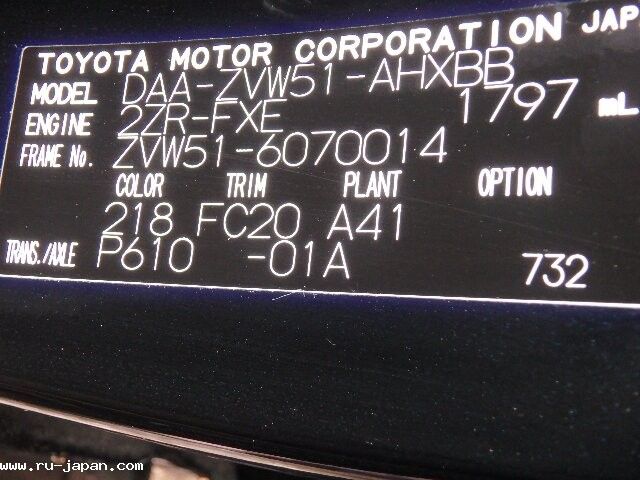 TOYOTA MOTOR CORPORATION JAP
MODEL DAA-ZVW51-AHXBB
ENGINE 2ZR-FXE 1797 mL
FRAME No. ZVW51-6070014
COLOR TRIM PLANT OPTION
218 FC20 A41
TRANS./AXLE P610 -01A 732
www.ru-japan.com